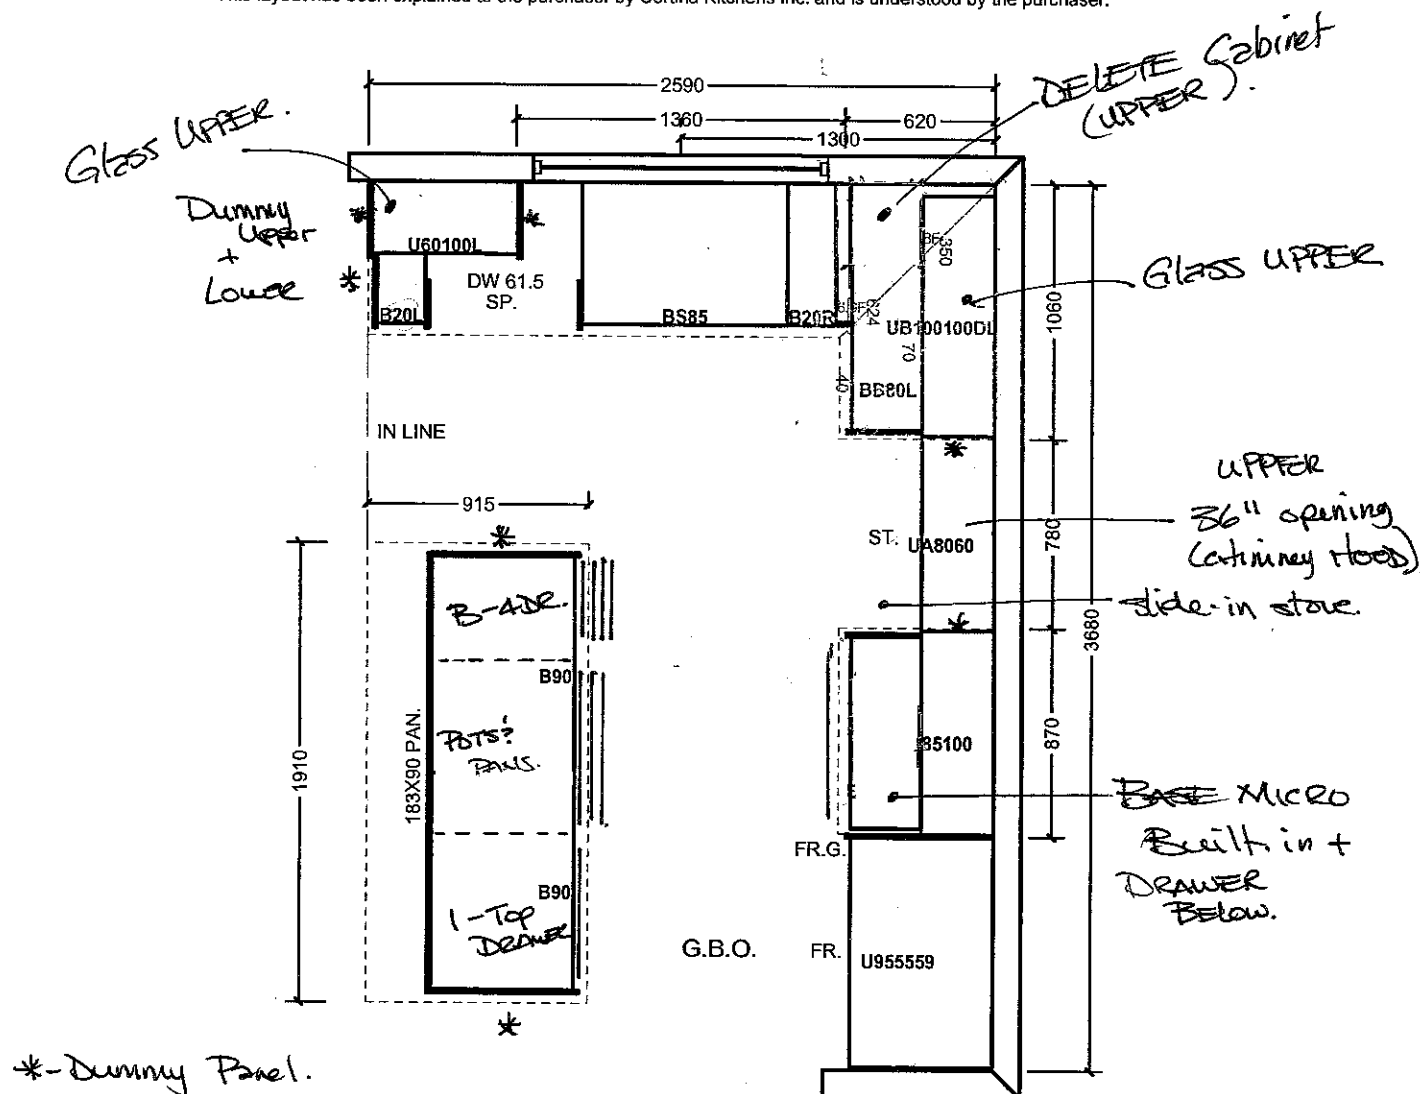 This layout has been explained to the purchaser by Cortina Kitchens Inc. and is understood by the purchaser.
2590
1360
620
1300
DELETE Cabinet
(UPPER).
Glass UPPER.
Dummy
Upper
+
Lower
U60100L
DW 61.5
SP.
B20L
BS85
B20R
BF
350
624
70
40
UB100100DL
BB80L
Glass UPPER
1060
IN LINE
915
ST.
UA8060
780
3680
UPPER
36" opening
(chimney Hood)
slide-in stove.
B-4DR.
B90
POTS?
PANS.
183X90 PAN.
1910
B90
1-Top
DRAWER
35100
870
BASE MICRO
Built in +
DRAWER
BELOW.
FR.G.
G.B.O.
FR.
U955559
*-Dummy Panel.